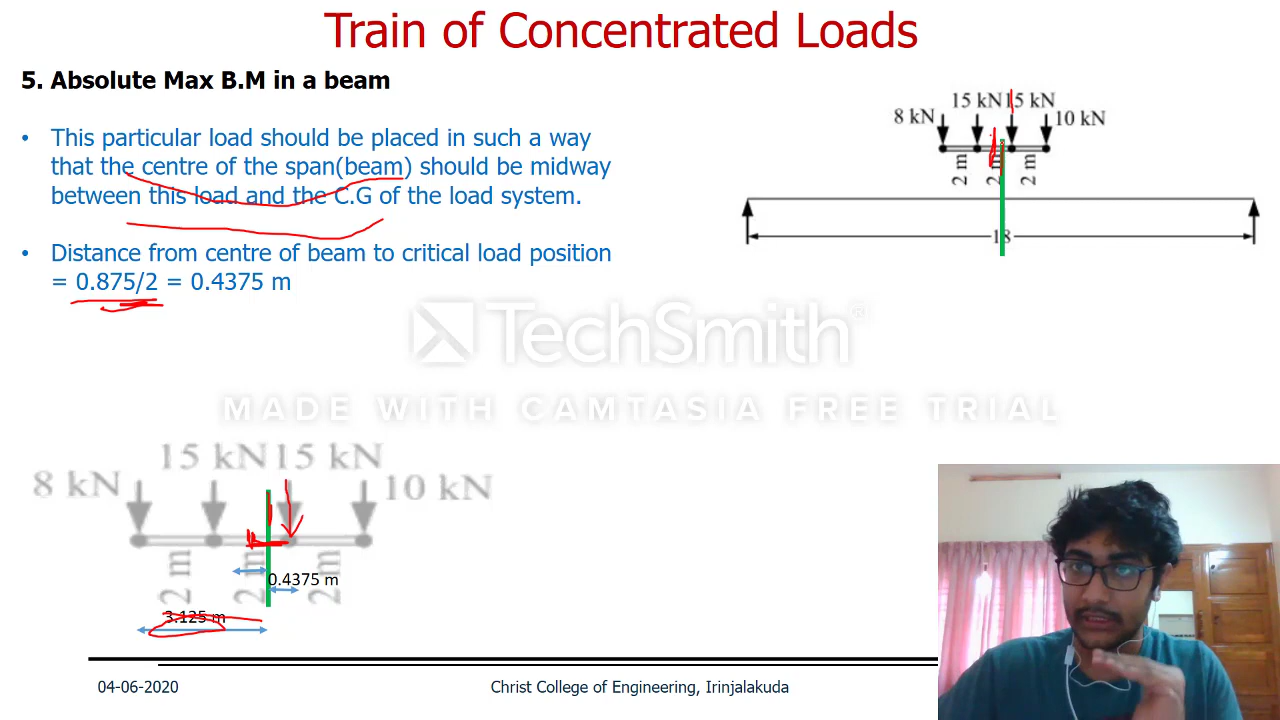 Train of Concentrated Loads
5. Absolute Max B.M in a beam
• This particular load should be placed in such a way
that the centre of the span(beam) should be midway
between this load and the C.G of the load system.
• Distance from centre of beam to critical load position
= 0.875/2 = 0.4375 m
8 kN 15 kN 15 kN 10 kN
2 m 2 m 2 m
18
TechSmith®
MADE WITH CAMTASIA FREE TRIAL
8 kN 15 kN 15 kN 10 kN
2 m 2 m 2 m
0.4375 m
3.125 m
04-06-2020
Christ College of Engineering, Irinjalakuda